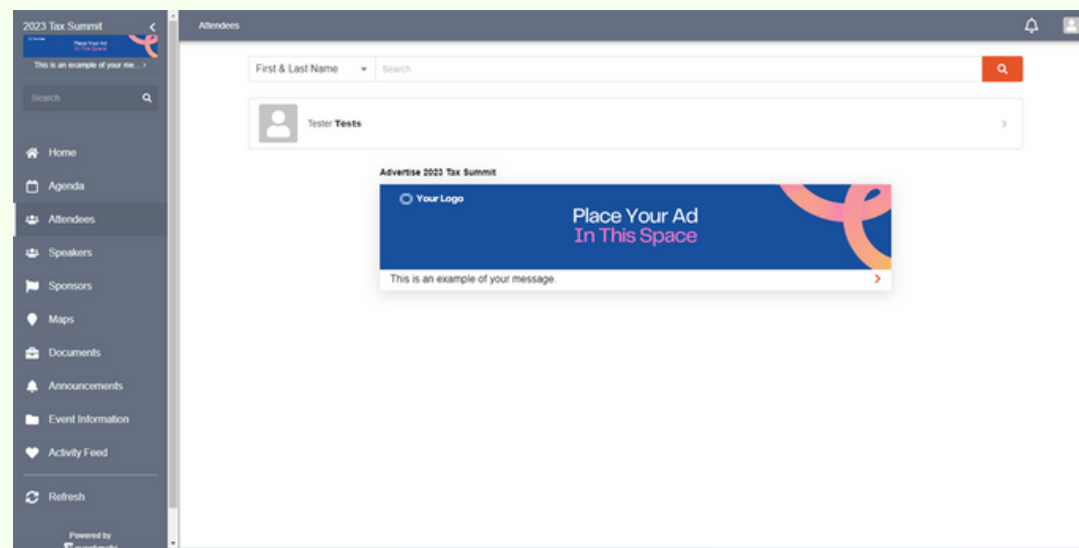 2023 Tax Summit
Place Your Ad
In This Space
This is an example of your me...
Search
Home
Agenda
Attendees
Speakers
Sponsors
Maps
Documents
Announcements
Event Information
Activity Feed
Refresh
Powered by
Attendees
First & Last Name
Search
Tester Tests
Advertise 2023 Tax Summit
Your Logo
Place Your Ad
In This Space
This is an example of your message.